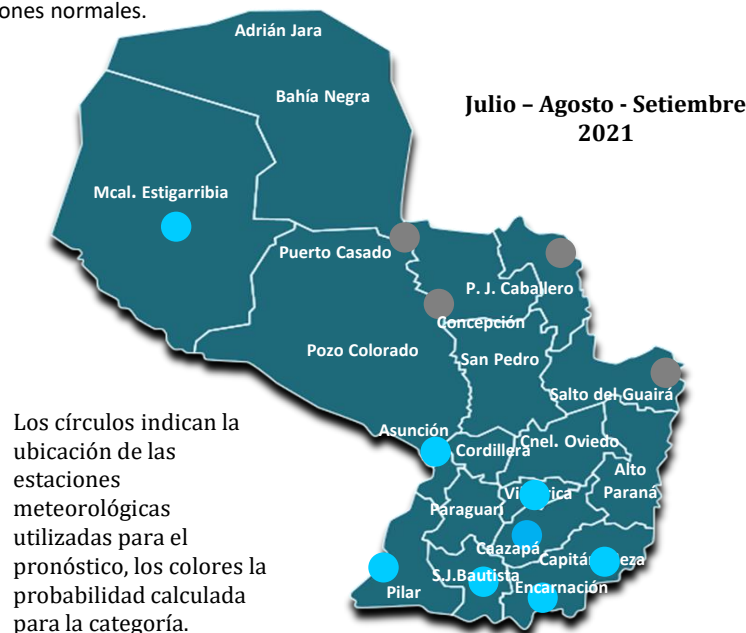 ones normales.
Adrián Jara
Bahía Negra
Julio – Agosto - Setiembre
2021
Mcal. Estigarribia
Puerto Casado
P. J. Caballero
Concepción
Pozo Colorado
San Pedro
Salto del Guairá
Los círculos indican la
ubicación de las
estaciones
meteorológicas
utilizadas para el
pronóstico, los colores la
probabilidad calculada
para la categoría.
Asunción
Cordillera
Cnel. Oviedo
Alto
Paraná
Paraguarí
Caazapá
S.J.Bautista
Encarnación
Pilar